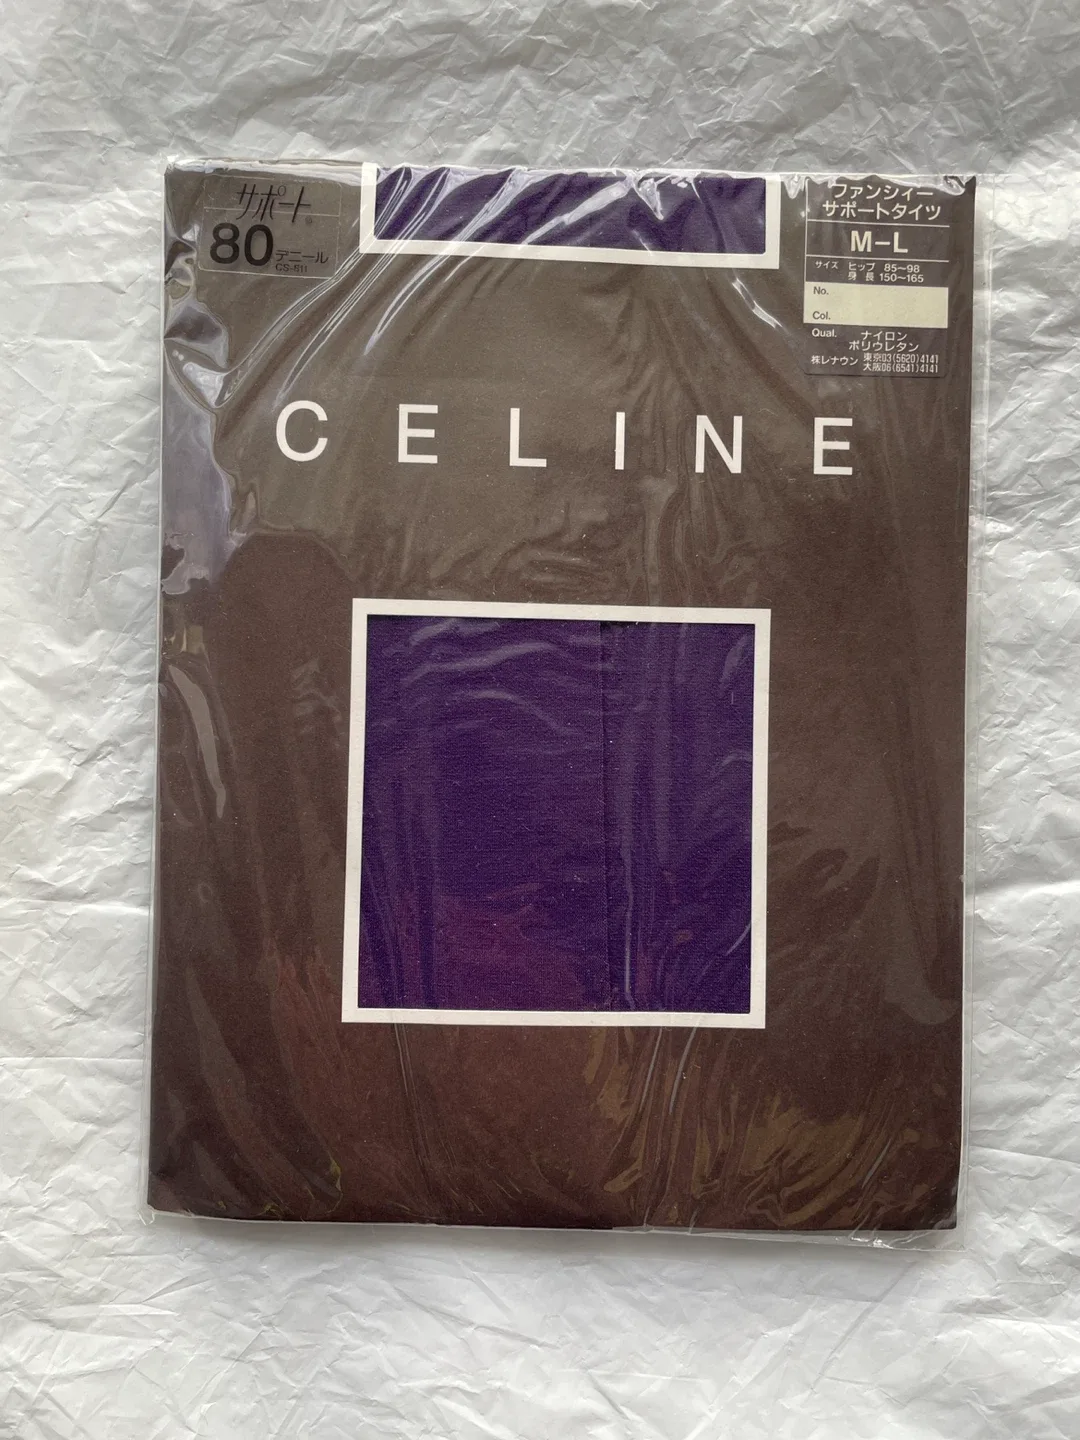 サポート
80デニール
CS-511
ファンシィー
サポートタイツ
M-L
サイズ ヒップ 85〜98
身長 150〜165
No.
Col.
Qual. ナイロン
ポリウレタン
株レナウン 東京03(5620)4141
大阪06(6541)4141
CELINE